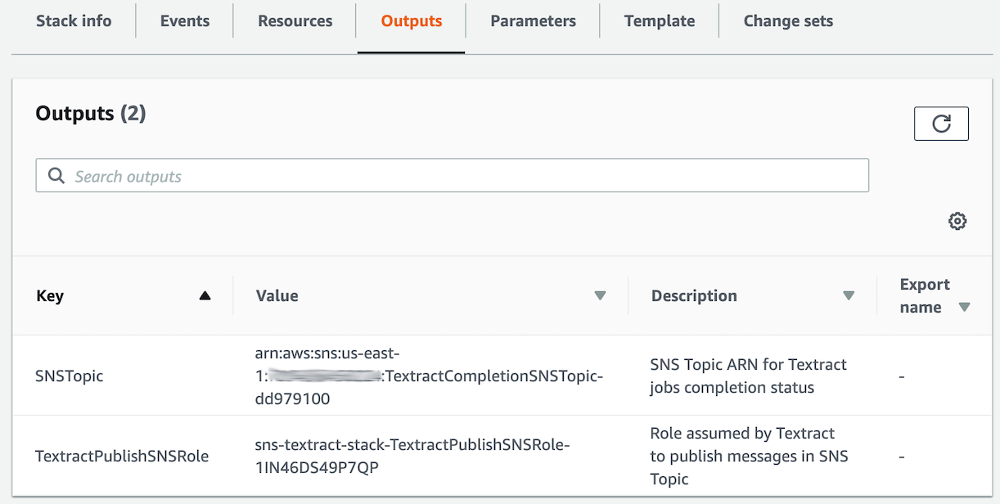 Stack info Events Resources Outputs Parameters Template Change sets
Outputs (2)
Search outputs
Key Value Description Export name
SNSTopic
arn:aws:sns:us-east-
1: :TextractCompletionSNSTopic-
dd979100
SNS Topic ARN for Textract
jobs completion status
-
TextractPublishSNSRole
sns-textract-stack-TextractPublishSNSRole-
1IN46DS49P7QP
Role assumed by Textract
to publish messages in SNS
Topic
-